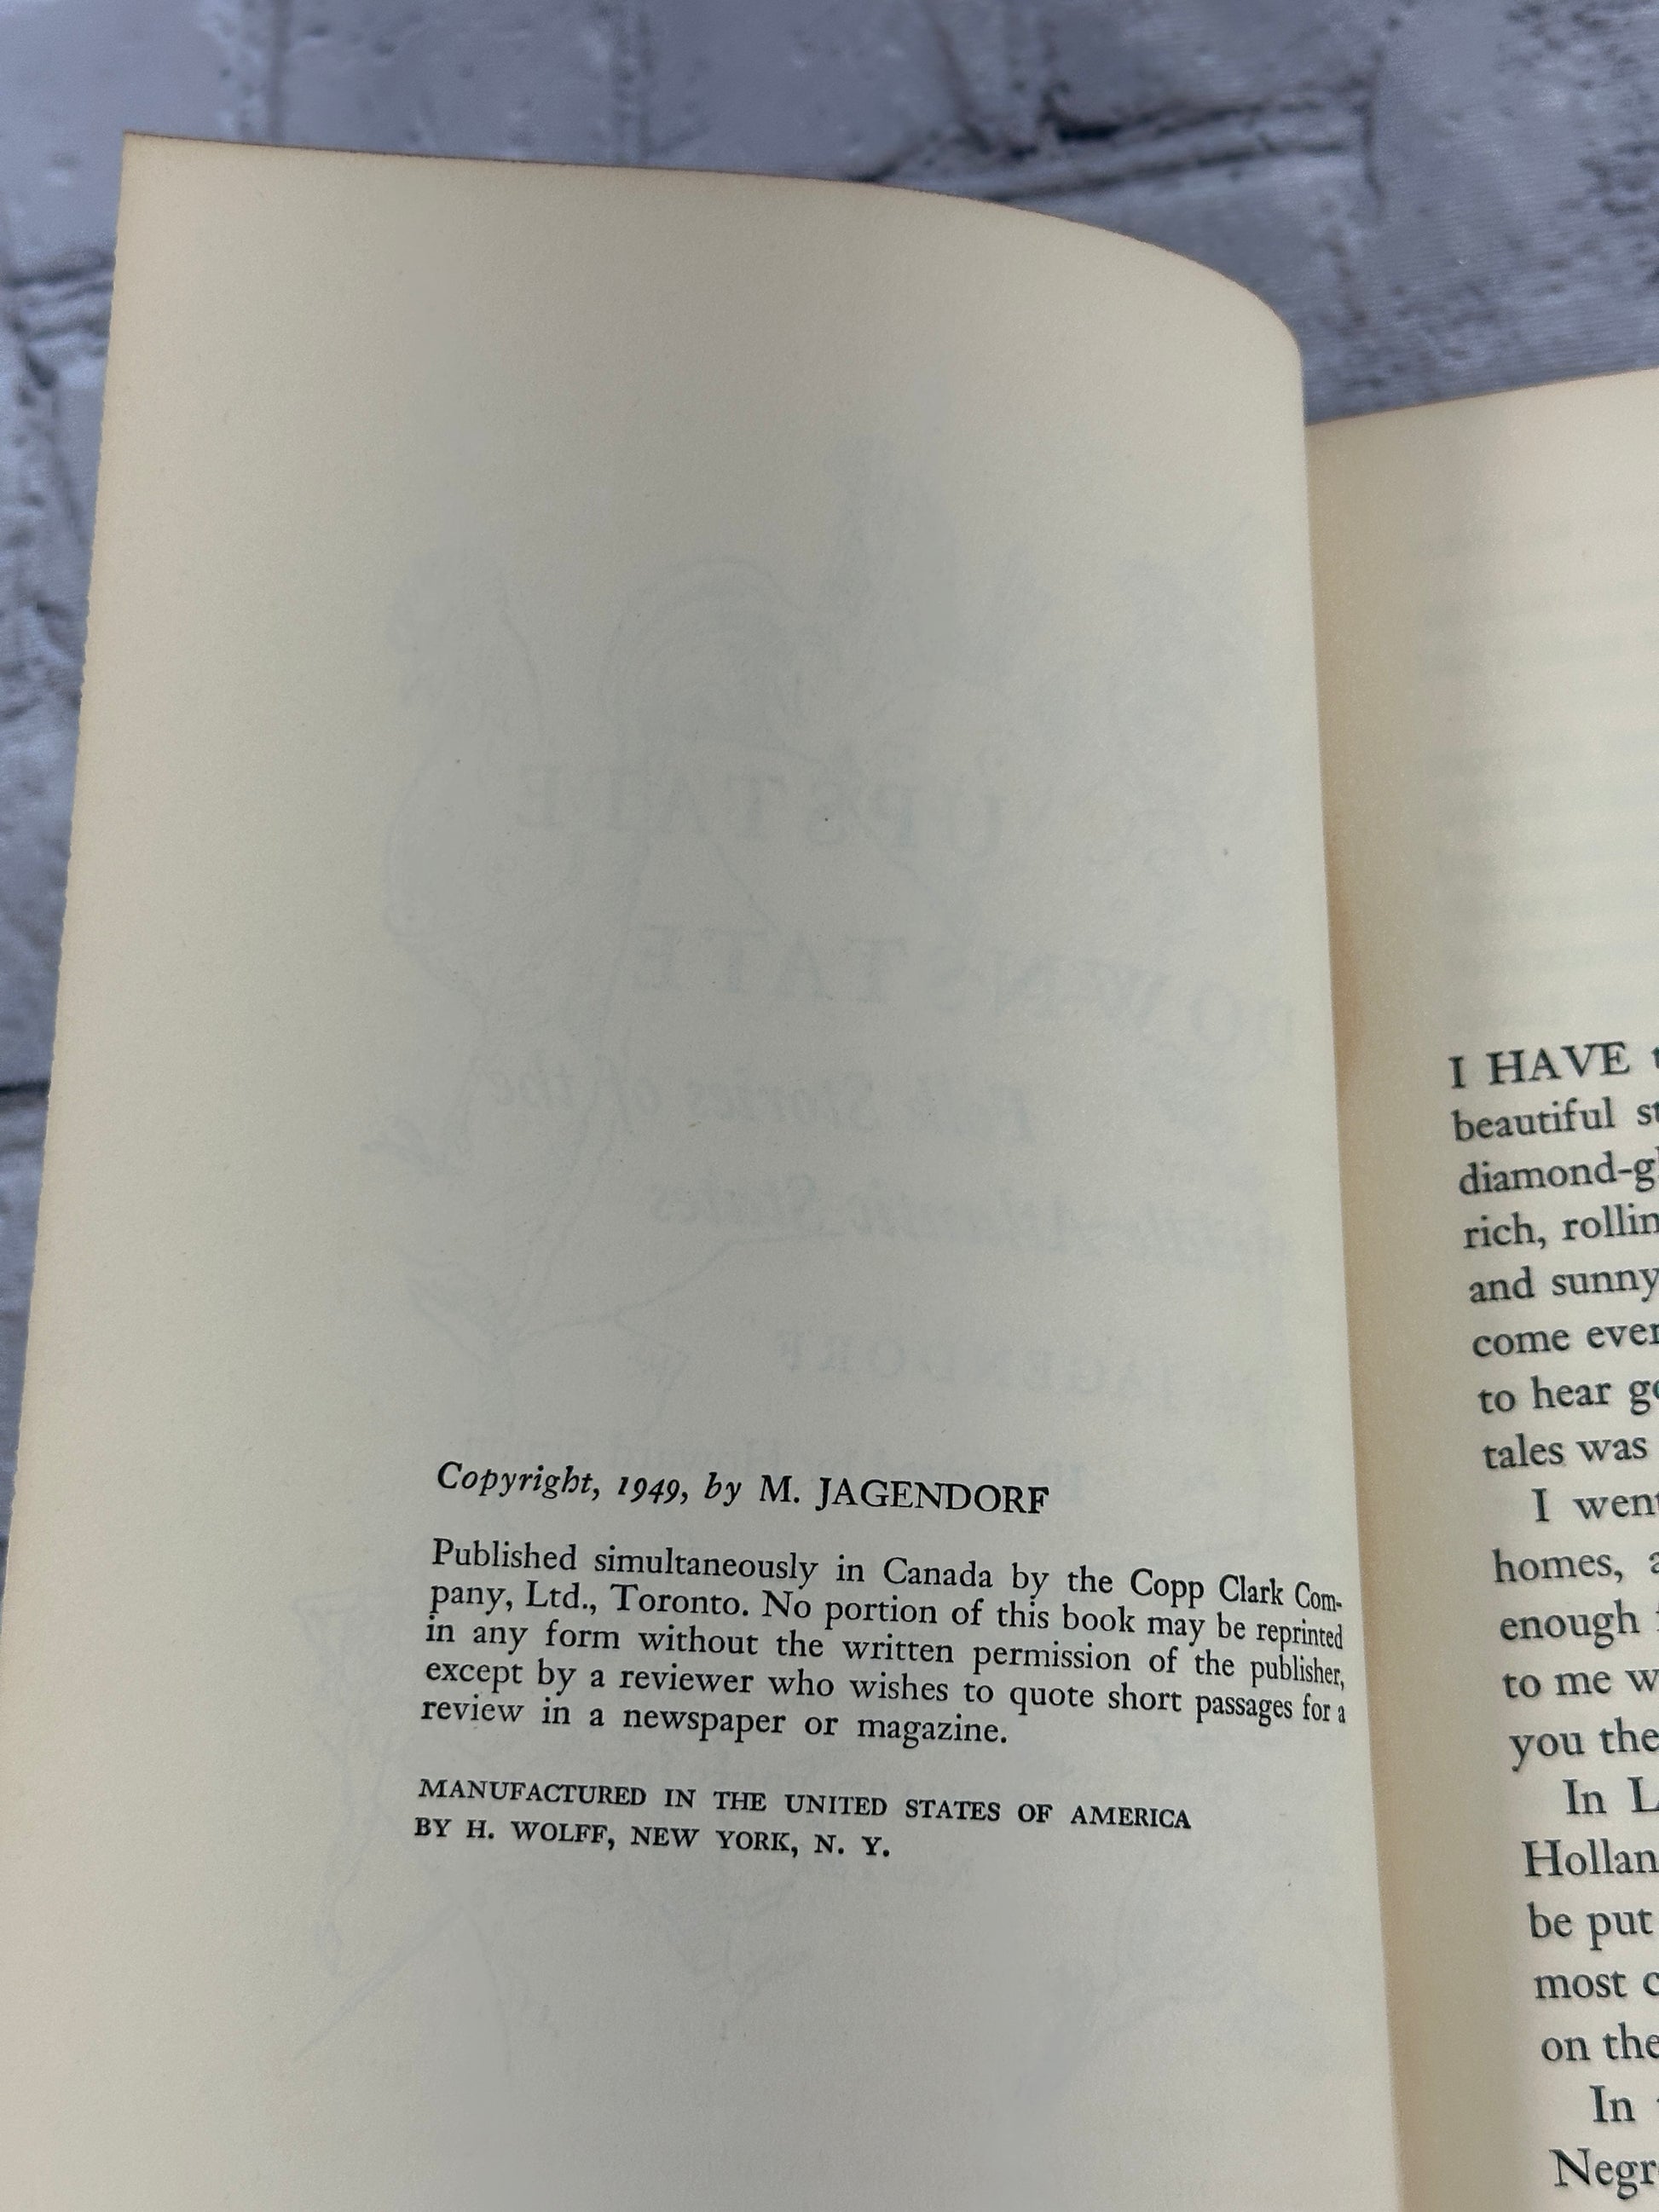 Copyright, 1949, by M. JAGENDORF
Published simultaneously in Canada by the Copp Clark Com-
pany, Ltd., Toronto. No portion of this book may be reprinted
in any form without the written permission of the publisher,
except by a reviewer who wishes to quote short passages for a
review in a newspaper or magazine.
MANUFACTURED IN THE UNITED STATES OF AMERICA
BY H. WOLFF, NEW YORK, N. Y.
I HAVE
beautiful
rich,
and sunny
come
to hear
tales was
I went
homes,
enough
to me
you the
In
be put
most
on the
In